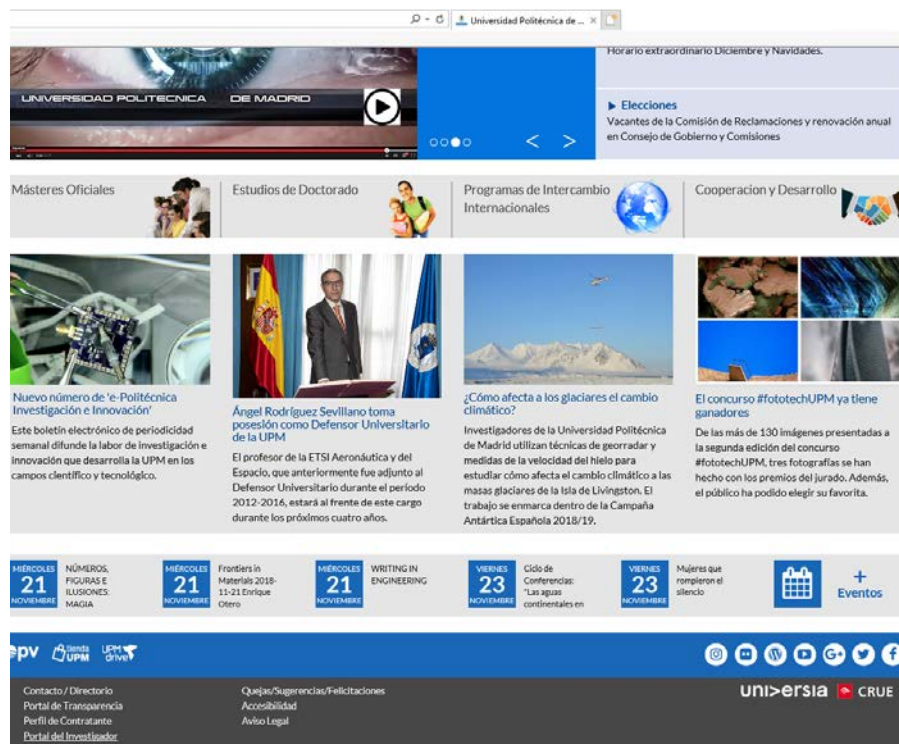 Universidad Politécnica de ...
Horario extraordinario Diciembre y Navidades.
UNIVERSIDAD POLITECNICA DE MADRID
Elecciones
Vacantes de la Comisión de Reclamaciones y renovación anual
en Consejo de Gobierno y Comisiones
Másteres Oficiales
Estudios de Doctorado
Programas de Intercambio
Internacionales
Cooperacion y Desarrollo
Nuevo número de 'e-Politécnica
Investigación e Innovación'
Este boletín electrónico de periodicidad
semanal difunde la labor de investigación e
innovación que desarrolla la UPM en los
campos científico y tecnológico.
Ángel Rodríguez Sevillano toma
posesión como Defensor Universitario
de la UPM
El profesor de la ETSI Aeronáutica y del
Espacio, que anteriormente fue adjunto al
Defensor Universitario durante el período
2012-2016, estará al frente de este cargo
durante los próximos cuatro años.
¿Cómo afecta a los glaciares el cambio
climático?
Investigadores de la Universidad Politécnica
de Madrid utilizan técnicas de georradar y
medidas de la velocidad del hielo para
estudiar cómo afecta el cambio climático a las
masas glaciares de la Isla de Livingston. El
trabajo se enmarca dentro de la Campaña
Antártica Española 2018/19.
El concurso #fototechUPM ya tiene
ganadores
De las más de 130 imágenes presentadas a
la segunda edición del concurso
#fototechUPM, tres fotografías se han
hecho con los premios del jurado. Además,
el público ha podido elegir su favorita.
MIÉRCOLES
21
NOVIEMBRE
NÚMEROS,
FIGURAS E
ILUSIONES:
MAGIA
MIÉRCOLES
21
NOVIEMBRE
Frontiers in
Materials 2018-
11-21 Enrique
Otero
MIÉRCOLES
21
NOVIEMBRE
WRITING IN
ENGINEERING
VIERNES
23
NOVIEMBRE
Ciclo de
Conferencias:
"Las aguas
continentales en
VIERNES
23
NOVIEMBRE
Mujeres que
rompieron el
silencio
+
Eventos
epv
tienda
UPM
UPM
drive
Contacto / Directorio
Portal de Transparencia
Perfil de Contratante
Portal del Investigador
Quejas/Sugerencias/Felicitaciones
Accesibilidad
Aviso Legal
uni>ersia
CRUE